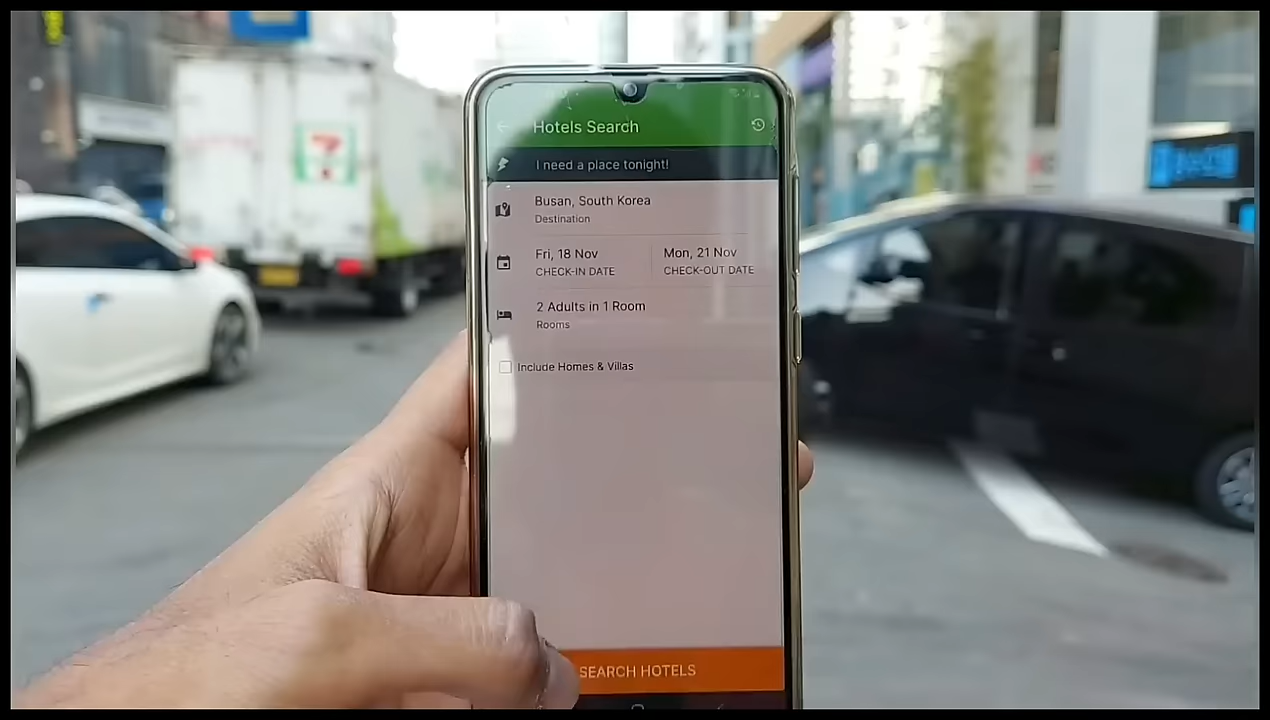 Hotels Search
I need a place tonight!
Busan, South Korea
Destination
Fri, 18 Nov
Mon, 21 Nov
CHECK-IN DATE
CHECK-OUT DATE
2 Adults in 1 Room
Rooms
Include Homes & Villas
SEARCH HOTELS
7